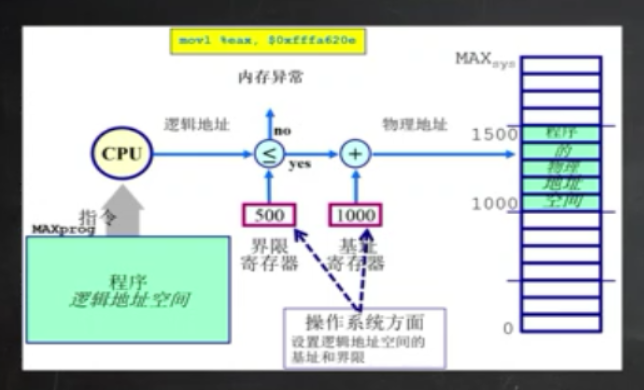 movl %eax, $0xfffa620e
内存异常
MAXsys
逻辑地址
no
物理地址
1500
程序
的
物理
地址
空间
CPU
≤
yes
+
指令
500
1000
1000
MAXprog
界限
寄存器
基址
寄存器
程序
逻辑地址空间
操作系统方面
设置逻辑地址空间的
基址和界限
0